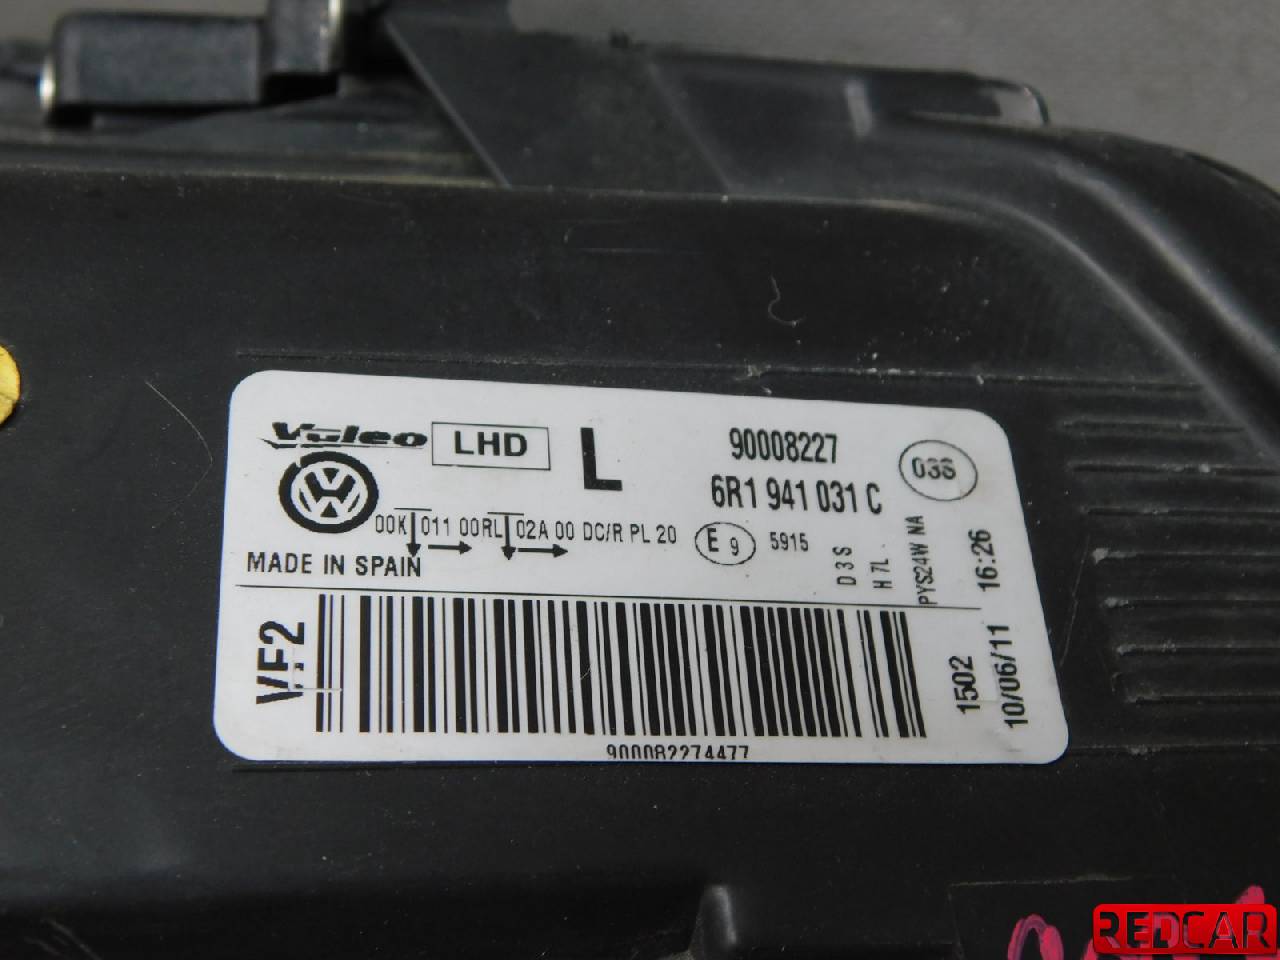 Valeo LHD L 90008227 038
6R1 941 031 C
00K 011 00RL 02A 00 DC/R PL 20 E 9 5915
MADE IN SPAIN
D3S
H7L
PYS24W NA
16:26
VF2
1502
10/06/11
900082274477
REDCAR